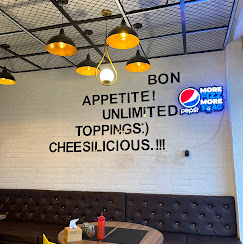 BON
APPETITE!
UNLIMITED
TOPPINGS:)
CHEESILICIOUS.!!!
MORE
MORE
pepsi